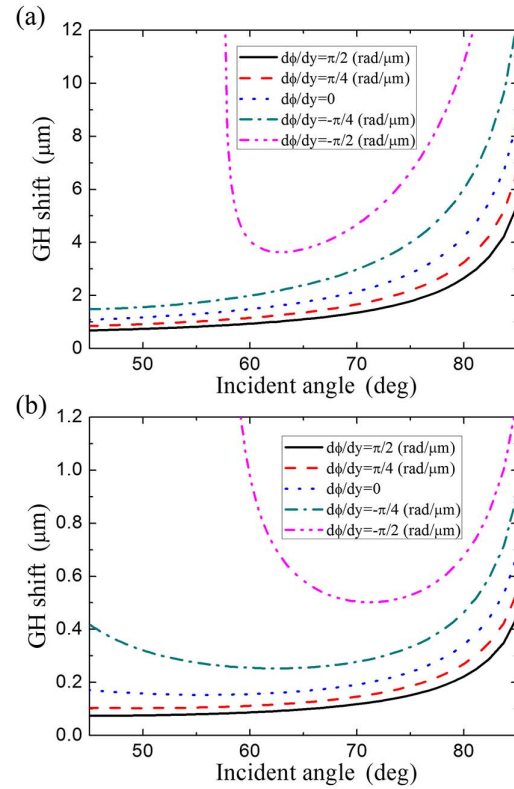 (a)
12
10
8
6
4
2
0
GH shift (μm)
dϕ/dy=π/2 (rad/μm)
dϕ/dy=π/4 (rad/μm)
dϕ/dy=0
dϕ/dy=-π/4 (rad/μm)
dϕ/dy=-π/2 (rad/μm)
50 60 70 80
Incident angle (deg)
(b)
1.2
1.0
0.8
0.6
0.4
0.2
0.0
GH shift (μm)
dϕ/dy=π/2 (rad/μm)
dϕ/dy=π/4 (rad/μm)
dϕ/dy=0
dϕ/dy=-π/4 (rad/μm)
dϕ/dy=-π/2 (rad/μm)
50 60 70 80
Incident angle (deg)